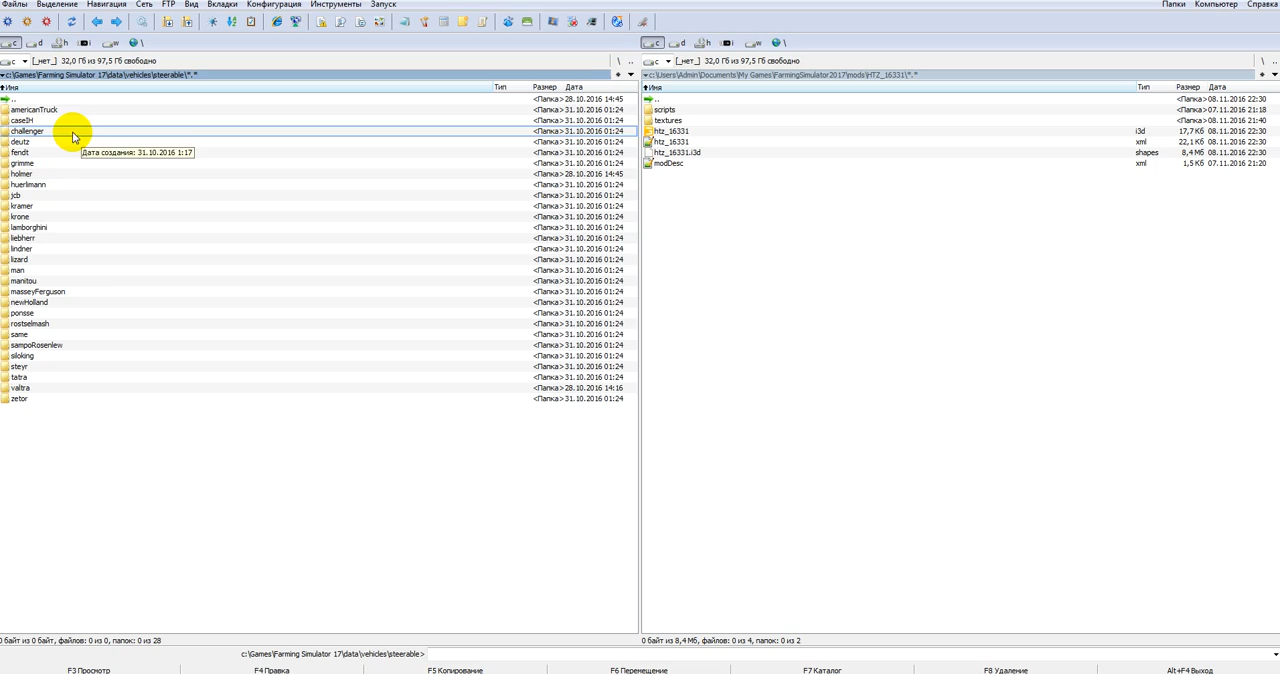 Файлы Выделение Навигация Сеть FTP Вид Вкладки Конфигурация Инструменты Запуск Папки Компьютер Справка
c d h i w \ c d h i w \
c [_нет_] 32,0 Гб из 97,5 Гб свободно \ .. c [_нет_] 32,0 Гб из 97,5 Гб свободно \ ..
c:\Games\Farming Simulator 17\data\vehicles\steerable\*.* c:\Users\Admin\Documents\My Games\FarmingSimulator2017\mods\HTZ_16331\*.*
Имя Тип Размер Дата Имя Тип Размер Дата
.. <Папка> 28.10.2016 14:45 .. <Папка> 08.11.2016 22:30
americanTruck <Папка> 31.10.2016 01:24 scripts <Папка> 07.11.2016 21:18
caseIH <Папка> 31.10.2016 01:24 textures <Папка> 08.11.2016 21:40
challenger <Папка> 31.10.2016 01:24 htz_16331 i3d 17,7 Кб 08.11.2016 22:30
deutz <Папка> 31.10.2016 01:24 htz_16331 xml 22,1 Кб 08.11.2016 22:30
fendt Дата создания: 31.10.2016 1:17 <Папка> 31.10.2016 01:24 htz_16331.i3d shapes 8,4 Мб 08.11.2016 22:30
grimme <Папка> 31.10.2016 01:24 modDesc xml 1,5 Кб 07.11.2016 21:20
holmer <Папка> 28.10.2016 14:45
huerlimann <Папка> 31.10.2016 01:24
jcb <Папка> 31.10.2016 01:24
kramer <Папка> 31.10.2016 01:24
krone <Папка> 31.10.2016 01:24
lamborghini <Папка> 31.10.2016 01:24
liebherr <Папка> 31.10.2016 01:24
lindner <Папка> 31.10.2016 01:24
lizard <Папка> 31.10.2016 01:24
man <Папка> 31.10.2016 01:24
manitou <Папка> 31.10.2016 01:24
masseyFerguson <Папка> 31.10.2016 01:24
newHolland <Папка> 31.10.2016 01:24
ponsse <Папка> 31.10.2016 01:24
rostselmash <Папка> 31.10.2016 01:24
same <Папка> 31.10.2016 01:24
sampoRosenlew <Папка> 31.10.2016 01:24
siloking <Папка> 31.10.2016 01:24
steyr <Папка> 31.10.2016 01:24
tatra <Папка> 31.10.2016 01:24
valtra <Папка> 28.10.2016 14:16
zetor <Папка> 31.10.2016 01:24
0 байт из 0 байт, файлов: 0 из 0, папок: 0 из 28 0 байт из 8,4 Мб, файлов: 0 из 4, папок: 0 из 2
c:\Games\Farming Simulator 17\data\vehicles\steerable>
F3 Просмотр F4 Правка F5 Копирование F6 Перемещение F7 Каталог F8 Удаление Alt+F4 Выход